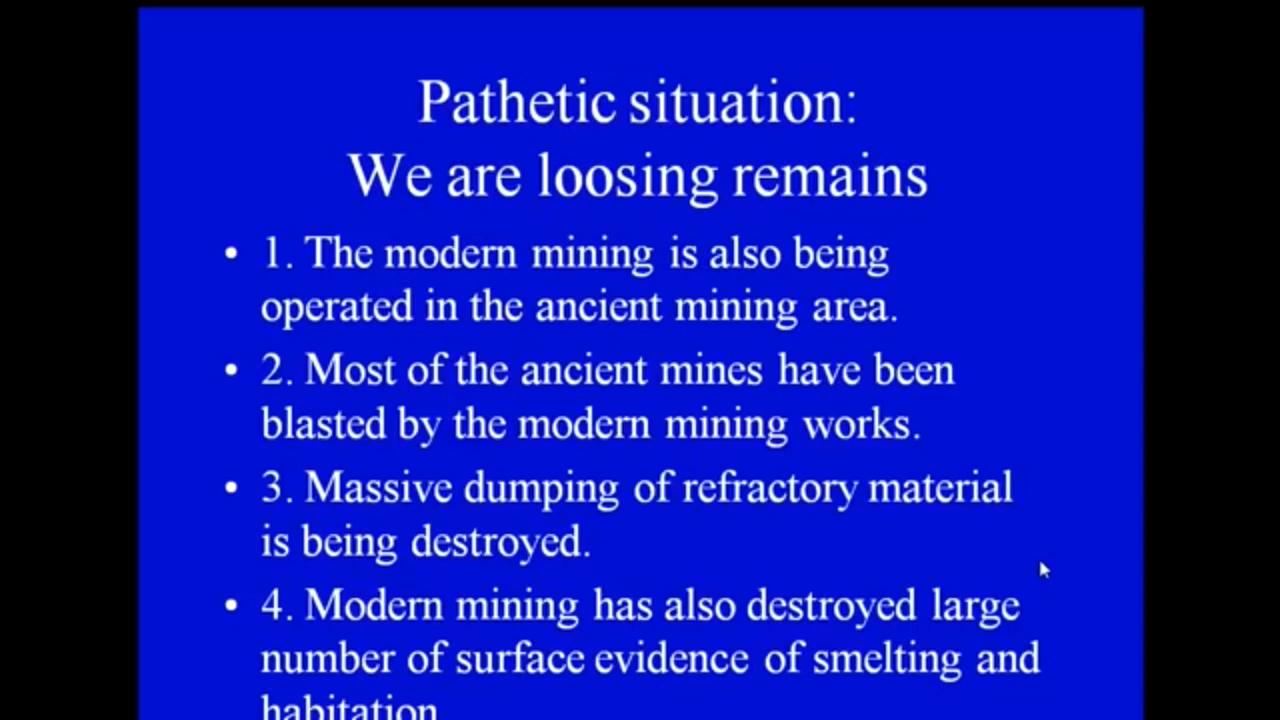 Pathetic situation:
We are loosing remains
• 1. The modern mining is also being
operated in the ancient mining area.
• 2. Most of the ancient mines have been
blasted by the modern mining works.
• 3. Massive dumping of refractory material
is being destroyed.
• 4. Modern mining has also destroyed large
number of surface evidence of smelting and
habitation